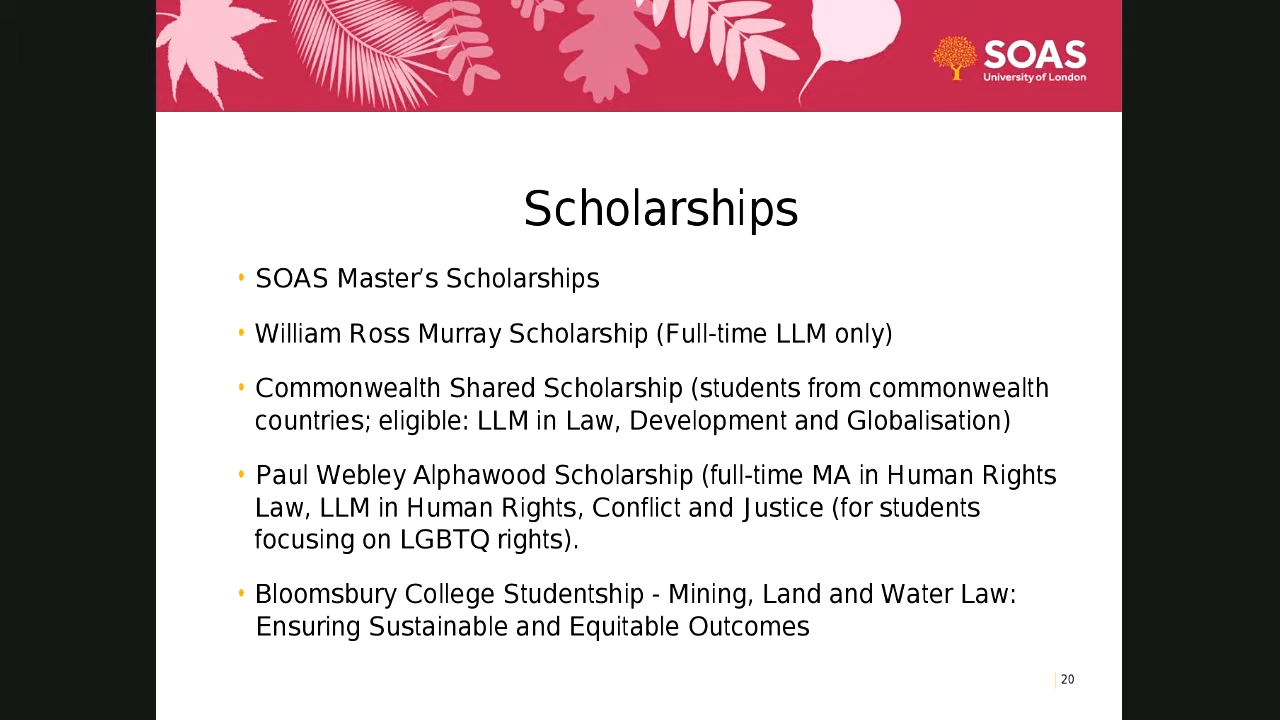 SOAS
University of London
Scholarships
• SOAS Master’s Scholarships
• William Ross Murray Scholarship (Full-time LLM only)
• Commonwealth Shared Scholarship (students from commonwealth
countries; eligible: LLM in Law, Development and Globalisation)
• Paul Webley Alphawood Scholarship (full-time MA in Human Rights
Law, LLM in Human Rights, Conflict and Justice (for students
focusing on LGBTQ rights).
• Bloomsbury College Studentship - Mining, Land and Water Law:
Ensuring Sustainable and Equitable Outcomes
20